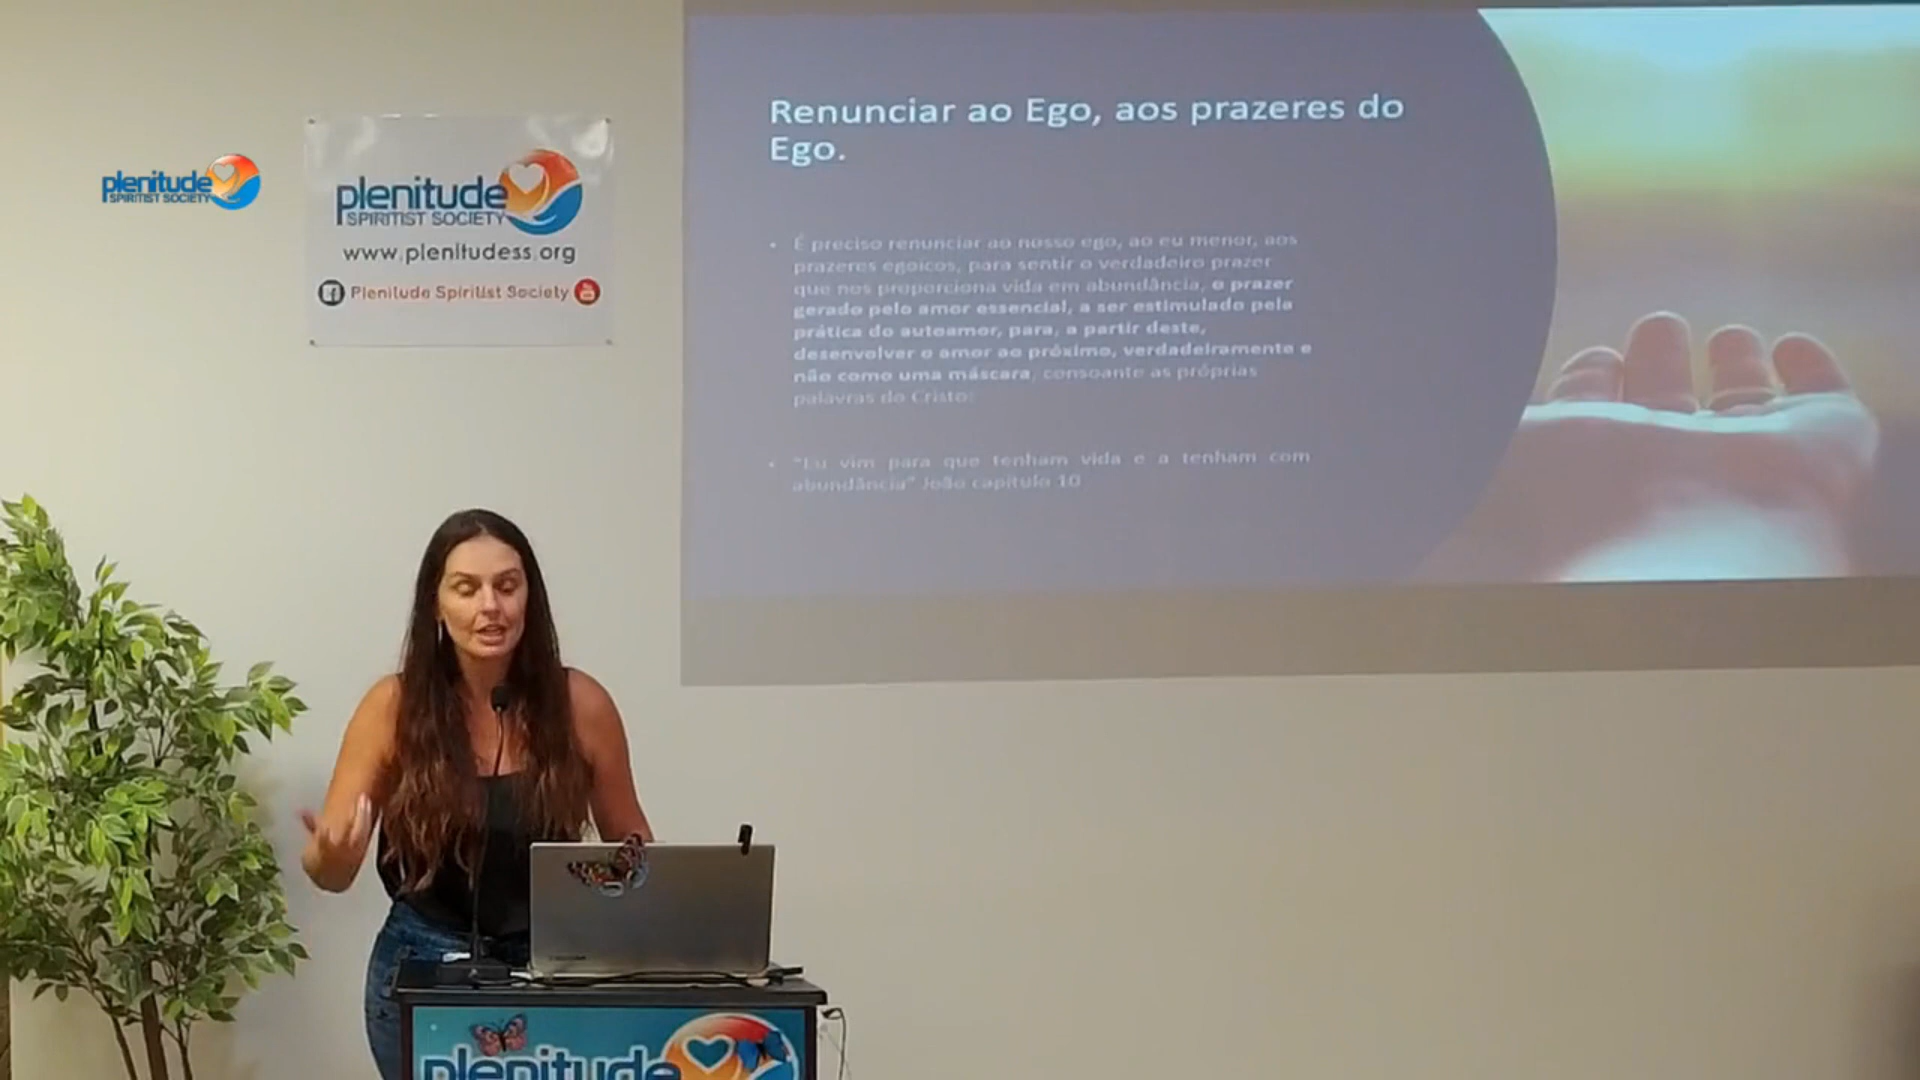 plenitude
SPIRITIST SOCIETY
plenitude
SPIRITIST SOCIETY
www.plenitudess.org
Plenitude Spiritist Society
Renunciar ao Ego, aos prazeres do
Ego.
• É preciso renunciar ao nosso ego, ao eu menor, aos
prazeres egoicos, para sentir o verdadeiro prazer
que nos proporciona vida em abundância, o prazer
gerado pelo amor essencial, a ser estimulado pela
prática do autoamor, para, a partir deste,
desenvolver o amor ao próximo, verdadeiramente e
não como uma máscara, consoante as próprias
palavras do Cristo:
• "Eu vim para que tenham vida e a tenham com
abundância" João capítulo 10
plenitude